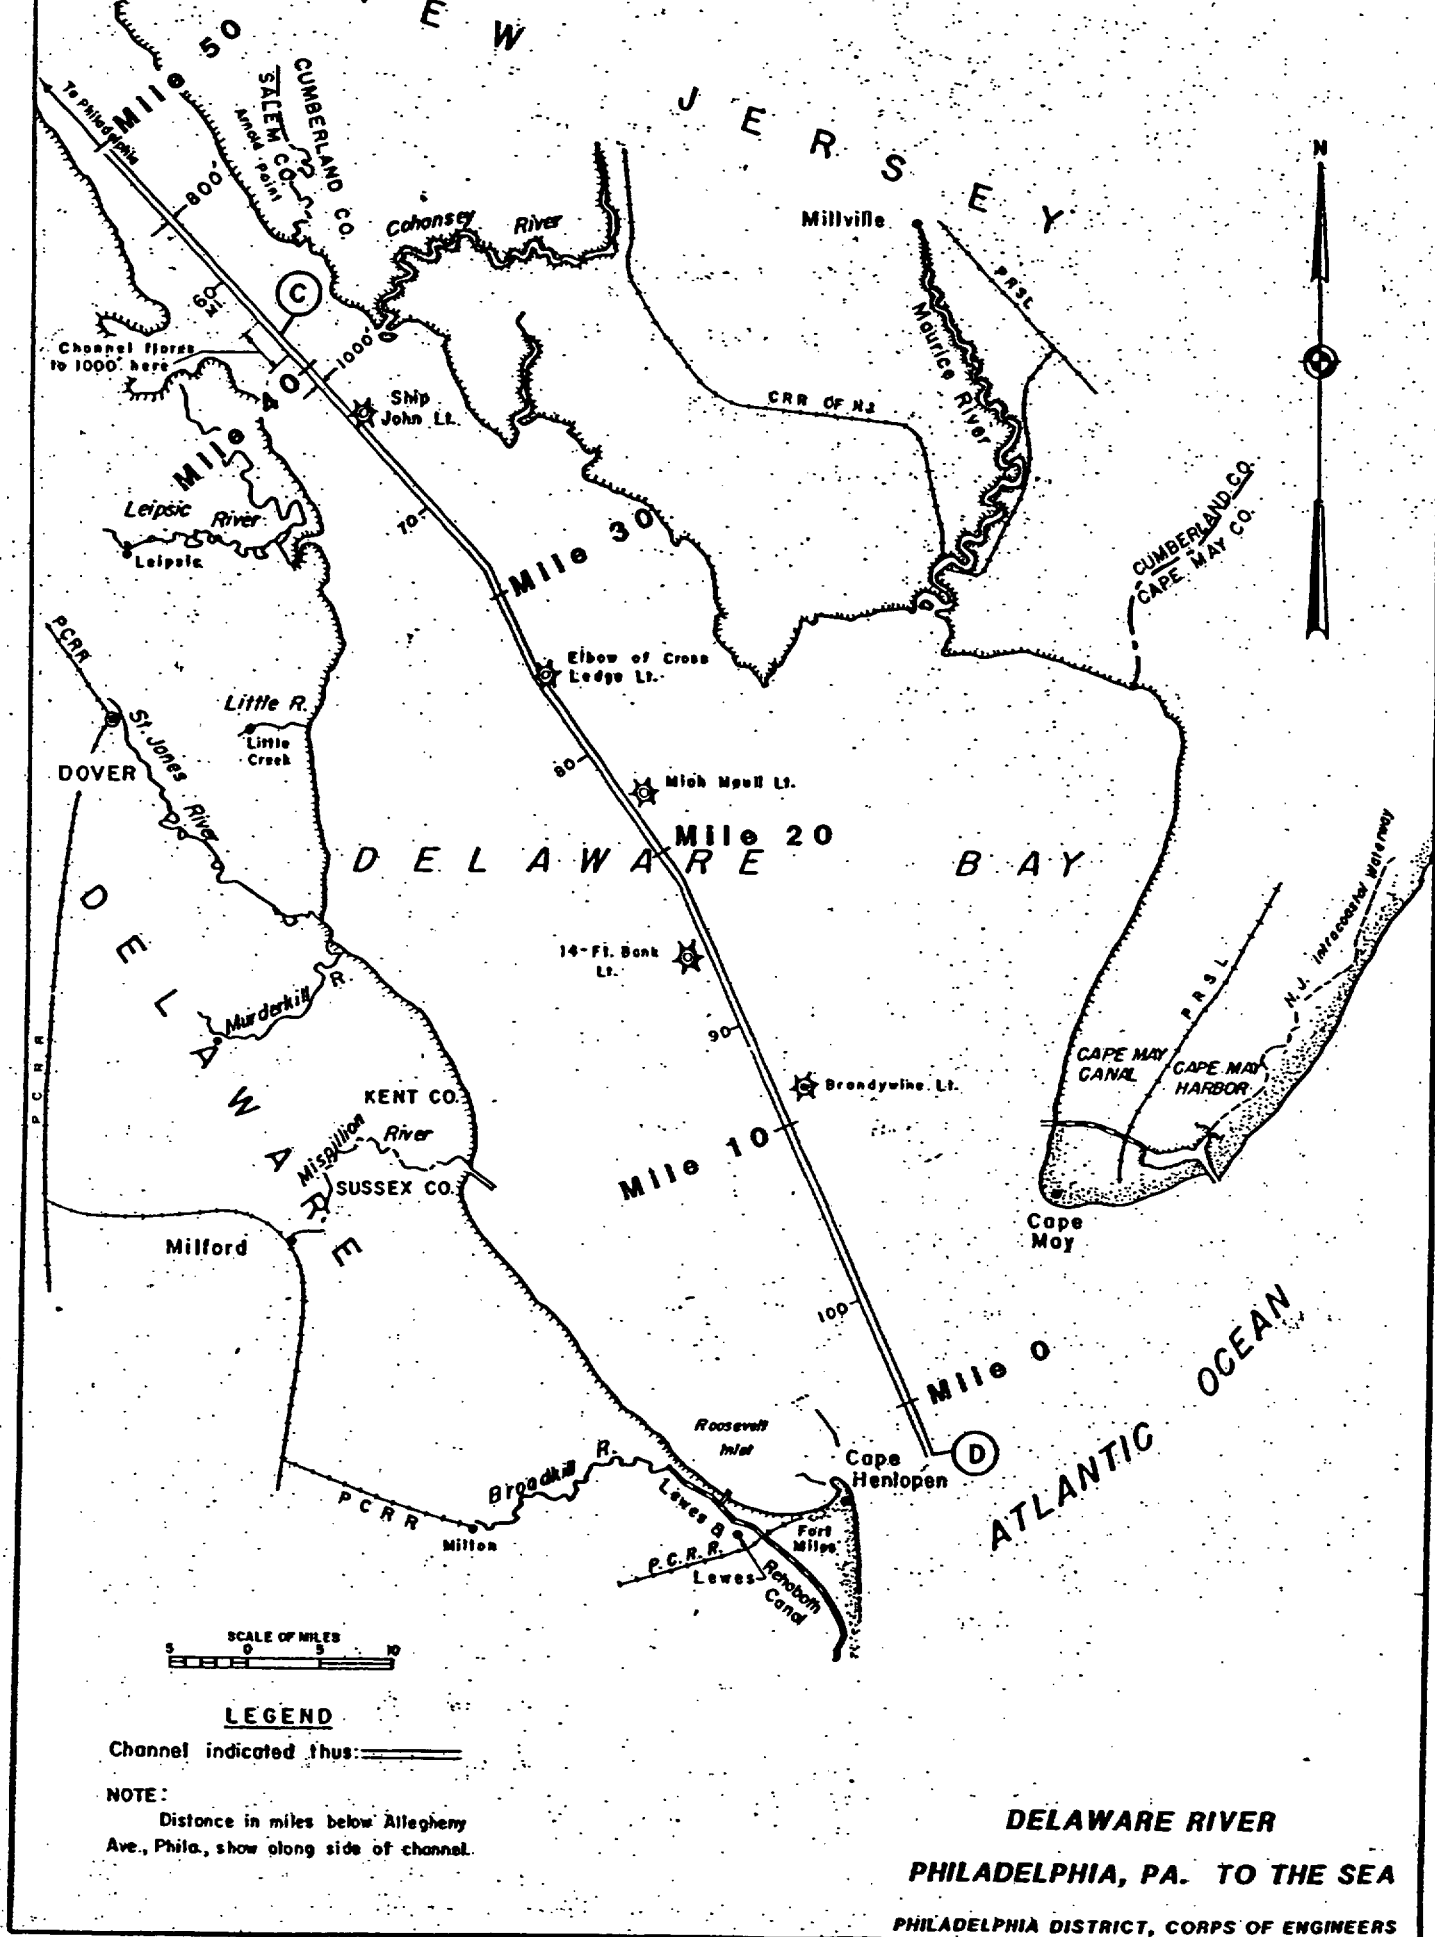 NEW
JERSEY
Mile 50
To Philadelphia
CUMBERLAND CO.
SALEM CO.
Arnold Point
800'
Cohansey River
Millville
N
PRSL
Maurice River
60
MI.
C
Channel flares
to 1000' here
1000'
Mile 40
Ship
John Lt.
CRR OF N.J.
Leipsic River
Leipsic
70
Mile 30
CUMBERLAND CO.
CAPE MAY CO.
PCRR
Elbow of Cross
Ledge Lt.
St. Jones River
Little R.
Little
Creek
DOVER
80
Miah Maull Lt.
Mile 20
DELAWARE BAY
DELAWARE
14-Ft. Bank
Lt.
N.J. Intracoastal Waterway
PRSL
Murderkill R.
90
PCRR
CAPE MAY
CANAL
CAPE MAY
HARBOR
Brandywine Lt.
KENT CO.
Mispillion River
Mile 10
SUSSEX CO.
Milford
Cape
May
100
Mile 0
ATLANTIC OCEAN
Roosevelt
Inlet
D
Cape
Henlopen
Broadkill R.
PCRR
Milton
Lewes &
Rehoboth
Canal
Fort
Miles
P.C.R.R.
Lewes
SCALE OF MILES
5 0 5 10
LEGEND
Channel indicated thus:
NOTE:
Distance in miles below Allegheny
Ave., Phila., show along side of channel.
DELAWARE RIVER
PHILADELPHIA, PA. TO THE SEA
PHILADELPHIA DISTRICT, CORPS OF ENGINEERS